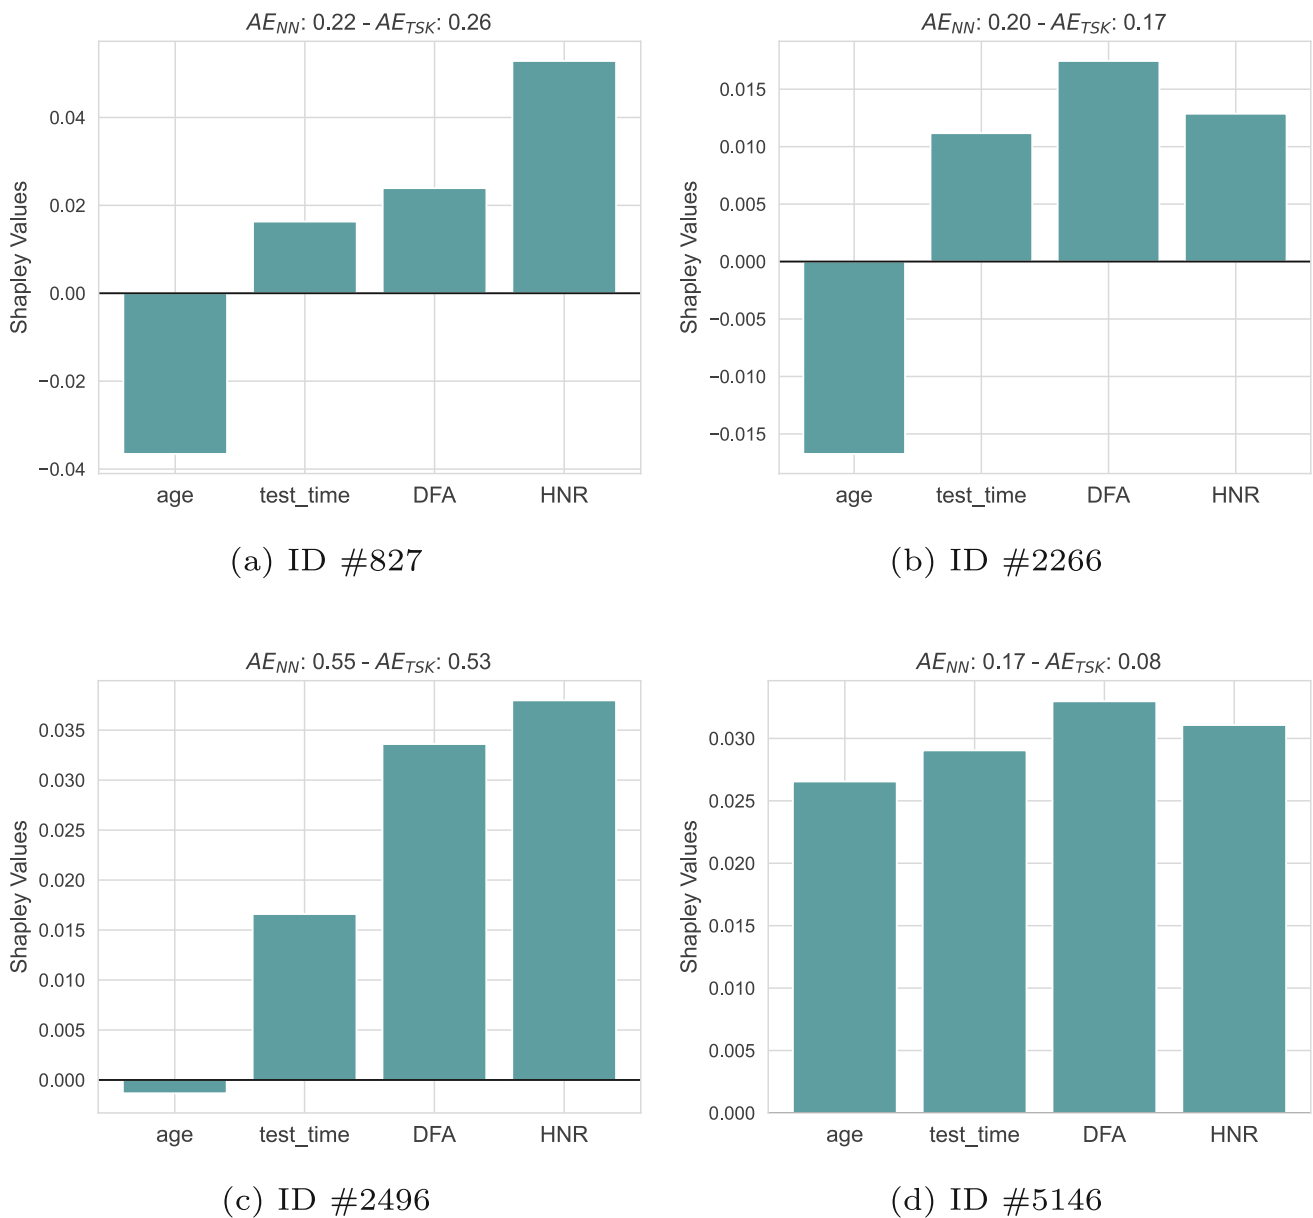 AE_NN: 0.22 - AE_TSK: 0.26
Shapley Values
0.04
0.02
0.00
−0.02
−0.04
age test_time DFA HNR
(a) ID #827
AE_NN: 0.20 - AE_TSK: 0.17
Shapley Values
0.015
0.010
0.005
0.000
−0.005
−0.010
−0.015
age test_time DFA HNR
(b) ID #2266
AE_NN: 0.55 - AE_TSK: 0.53
Shapley Values
0.035
0.030
0.025
0.020
0.015
0.010
0.005
0.000
age test_time DFA HNR
(c) ID #2496
AE_NN: 0.17 - AE_TSK: 0.08
Shapley Values
0.030
0.025
0.020
0.015
0.010
0.005
0.000
age test_time DFA HNR
(d) ID #5146